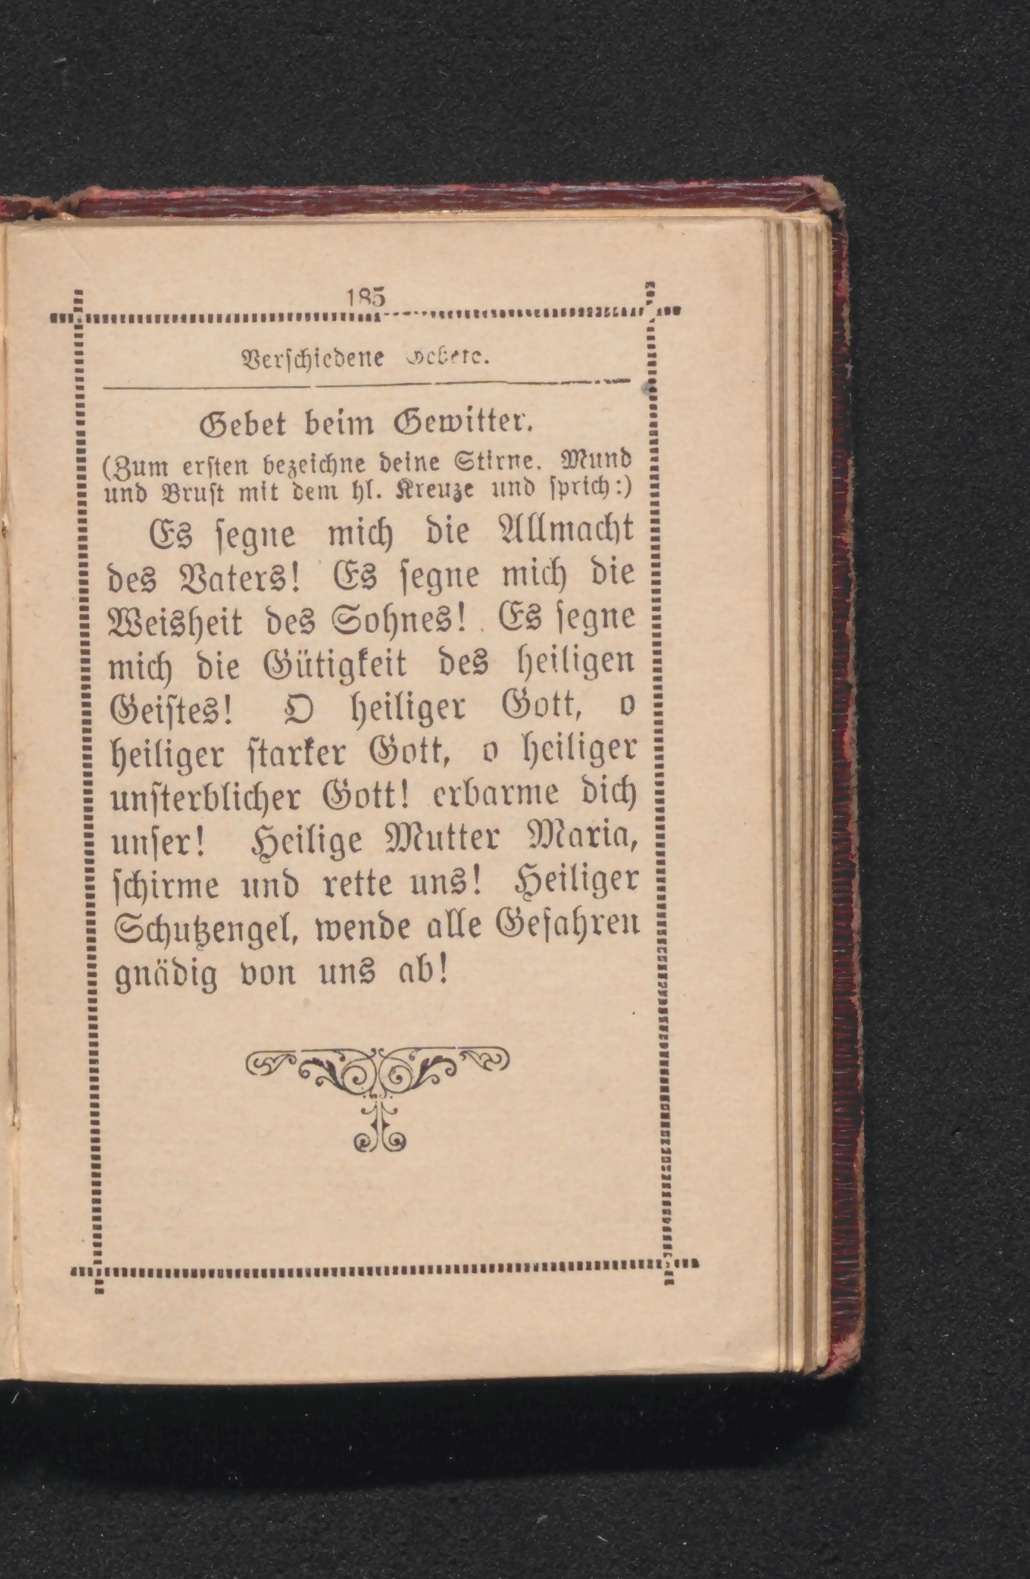 185
Verschiedene Gebete.
Gebet beim Gewitter.
(Zum ersten bezeichne deine Stirne. Mund
und Brust mit dem hl. Kreuze und sprich:)
Es segne mich die Allmacht
des Vaters! Es segne mich die
Weisheit des Sohnes! Es segne
mich die Gütigkeit des heiligen
Geistes! O heiliger Gott, o
heiliger starker Gott, o heiliger
unsterblicher Gott! erbarme dich
unser! Heilige Mutter Maria,
schirme und rette uns! Heiliger
Schutzengel, wende alle Gefahren
gnädig von uns ab!